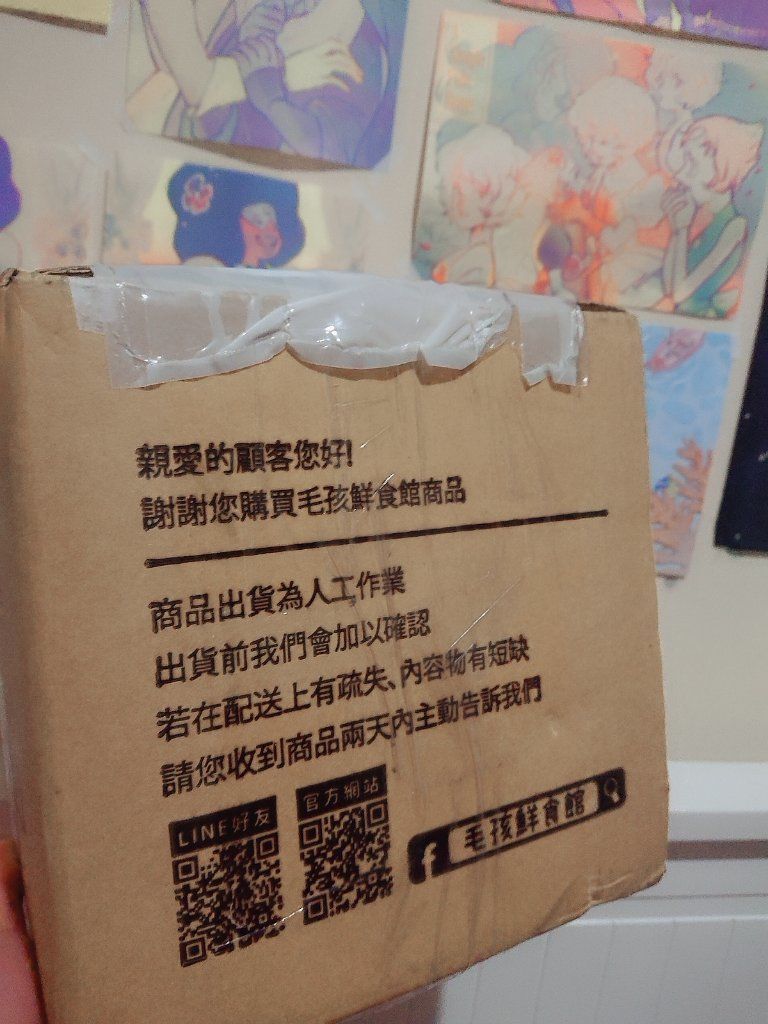 親愛的顧客您好!
謝謝您購買毛孩鮮食館商品
商品出貨為人工作業
出貨前我們會加以確認
若在配送上有疏失、內容物有短缺
請您收到商品兩天內主動告訴我們
LINE好友
官方網站
f 毛孩鮮食館